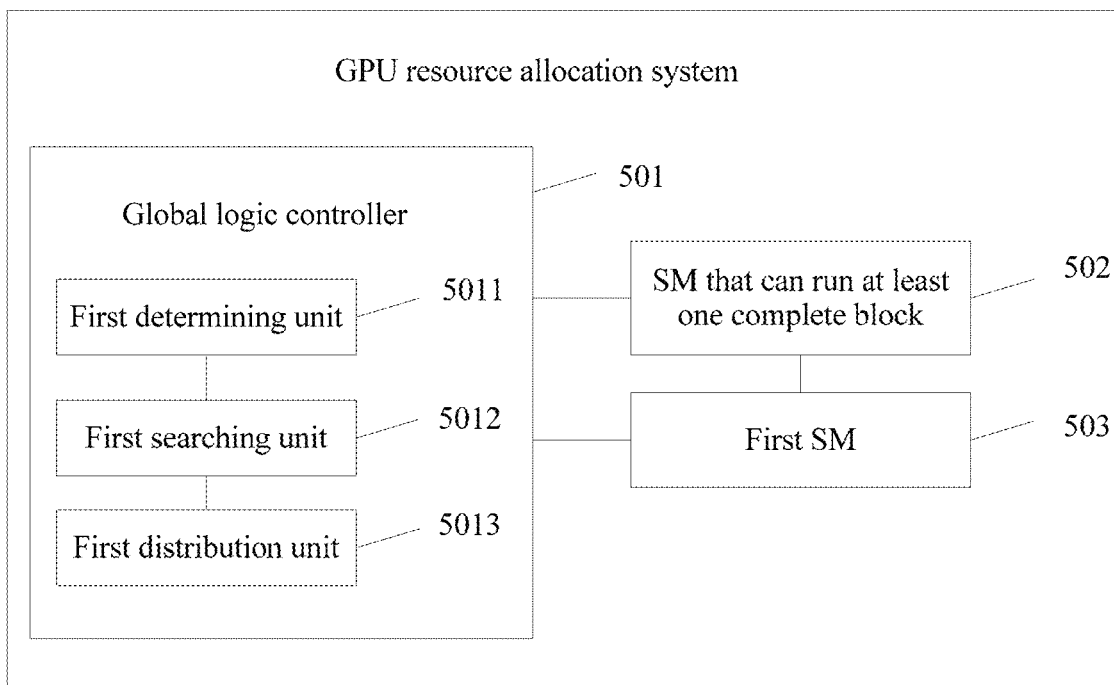 GPU resource allocation system
501
Global logic controller
5011
First determining unit
5012
First searching unit
5013
First distribution unit
502
SM that can run at least
one complete block
503
First SM